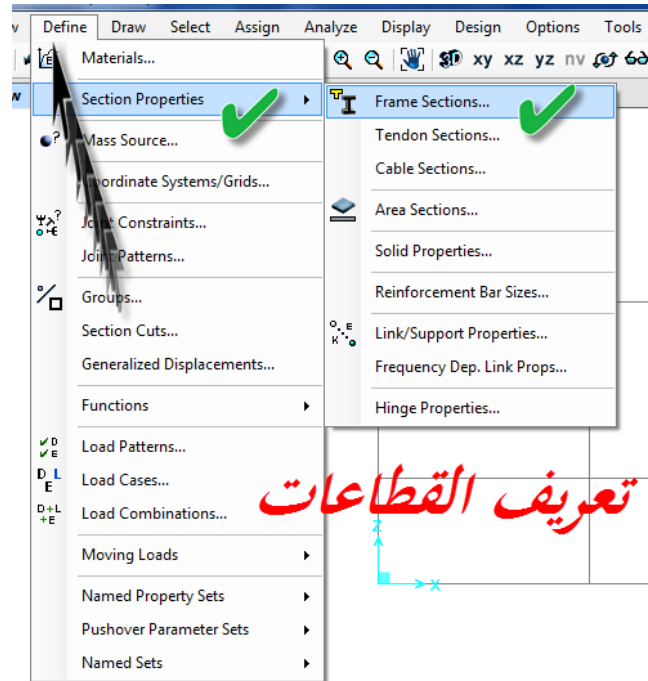 Define Draw Select Assign Analyze Display Design Options Tools
xy xz yz nv
Materials...
Section Properties
Frame Sections...
Mass Source...
Tendon Sections...
Coordinate Systems/Grids...
Cable Sections...
Joint Constraints...
Area Sections...
Joint Patterns...
Solid Properties...
Groups...
Reinforcement Bar Sizes...
Section Cuts...
Link/Support Properties...
Generalized Displacements...
Frequency Dep. Link Props...
Functions
Hinge Properties...
Load Patterns...
Load Cases...
Load Combinations...
تعريف القطاعات
Z
X
Moving Loads
Named Property Sets
Pushover Parameter Sets
Named Sets